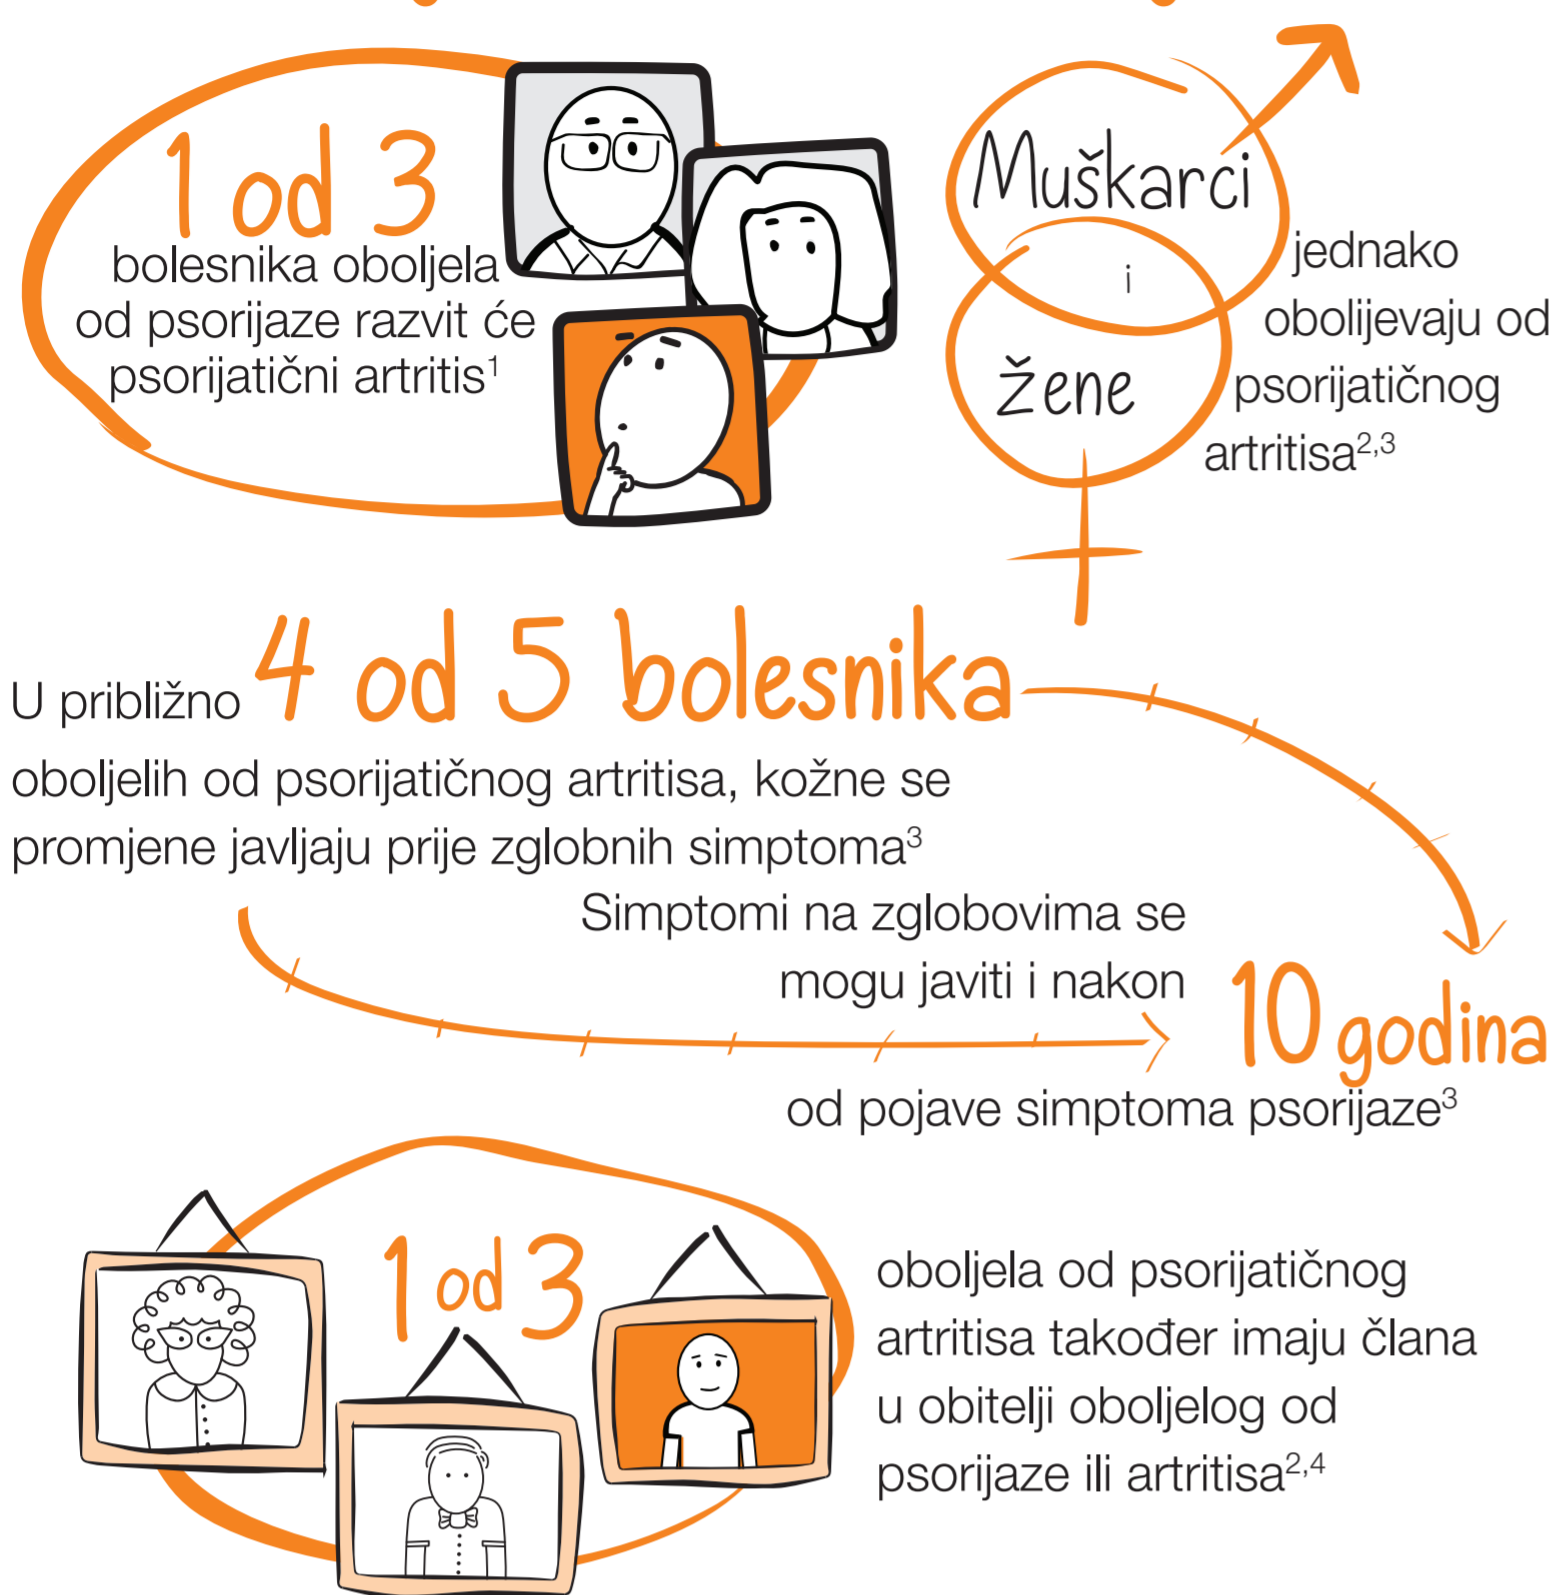 1 od 3
bolesnika oboljela
od psorijaze razvit će
psorijatični artritis¹
Muškarci
i
žene
jednako
obolijevaju od
psorijatičnog
artritisa²,³
U približno 4 od 5 bolesnika
oboljelih od psorijatičnog artritisa, kožne se
promjene javljaju prije zglobnih simptoma³
Simptomi na zglobovima se
mogu javiti i nakon
10 godina
od pojave simptoma psorijaze³
1 od 3
oboljela od psorijatičnog
artritisa također imaju člana
u obitelji oboljelog od
psorijaze ili artritisa²,⁴